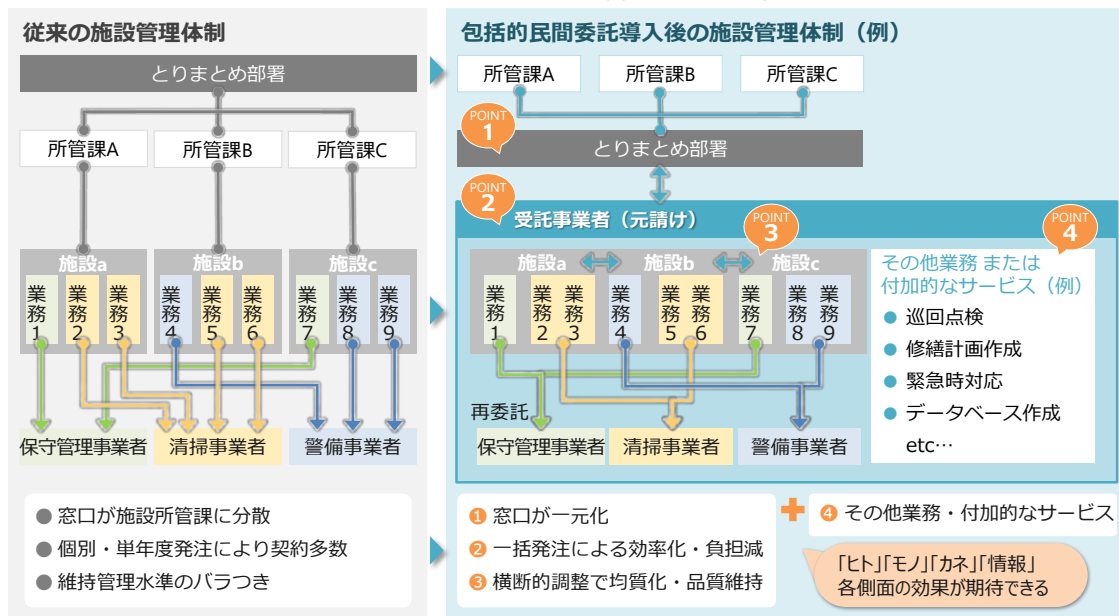 従来の施設管理体制
とりまとめ部署
所管課A
所管課B
所管課C
施設a
施設b
施設c
業務1
業務2
業務3
業務4
業務5
業務6
業務7
業務8
業務9
保守管理事業者
清掃事業者
警備事業者
窓口が施設所管課に分散
個別・単年度発注により契約多数
維持管理水準のバラつき
包括的民間委託導入後の施設管理体制（例）
所管課A
所管課B
所管課C
POINT
1
とりまとめ部署
POINT
2
受託事業者（元請け）
POINT
3
POINT
4
施設a
施設b
施設c
業務1
業務2
業務3
業務4
業務5
業務6
業務7
業務8
業務9
再委託
保守管理事業者
清掃事業者
警備事業者
その他業務 または
付加的なサービス（例）
● 巡回点検
● 修繕計画作成
● 緊急時対応
● データベース作成
etc…
❶ 窓口が一元化
❷ 一括発注による効率化・負担減
❸ 横断的調整で均質化・品質維持
❹ その他業務・付加的なサービス
「ヒト」「モノ」「カネ」「情報」
各側面の効果が期待できる